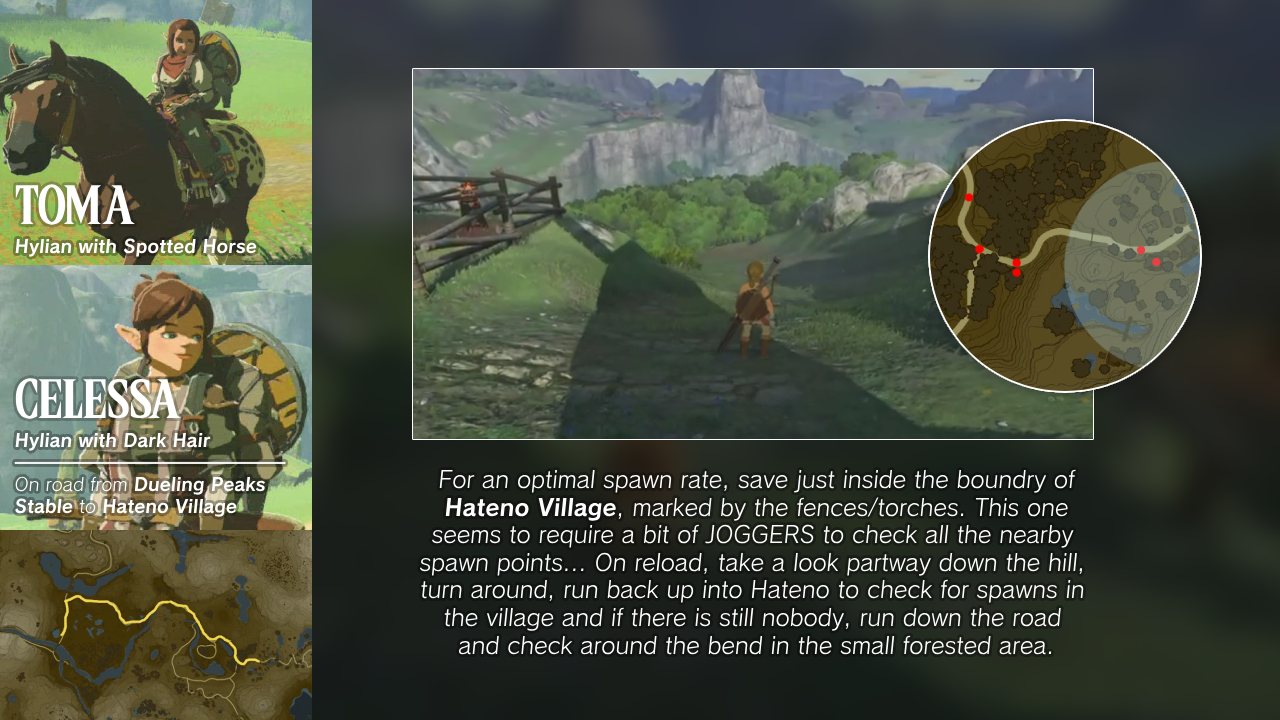 TOMA
Hylian with Spotted Horse
CELESSA
Hylian with Dark Hair
On road from Dueling Peaks
Stable to Hateno Village
For an optimal spawn rate, save just inside the boundry of
Hateno Village, marked by the fences/torches. This one
seems to require a bit of JOGGERS to check all the nearby
spawn points... On reload, take a look partway down the hill,
turn around, run back up into Hateno to check for spawns in
the village and if there is still nobody, run down the road
and check around the bend in the small forested area.